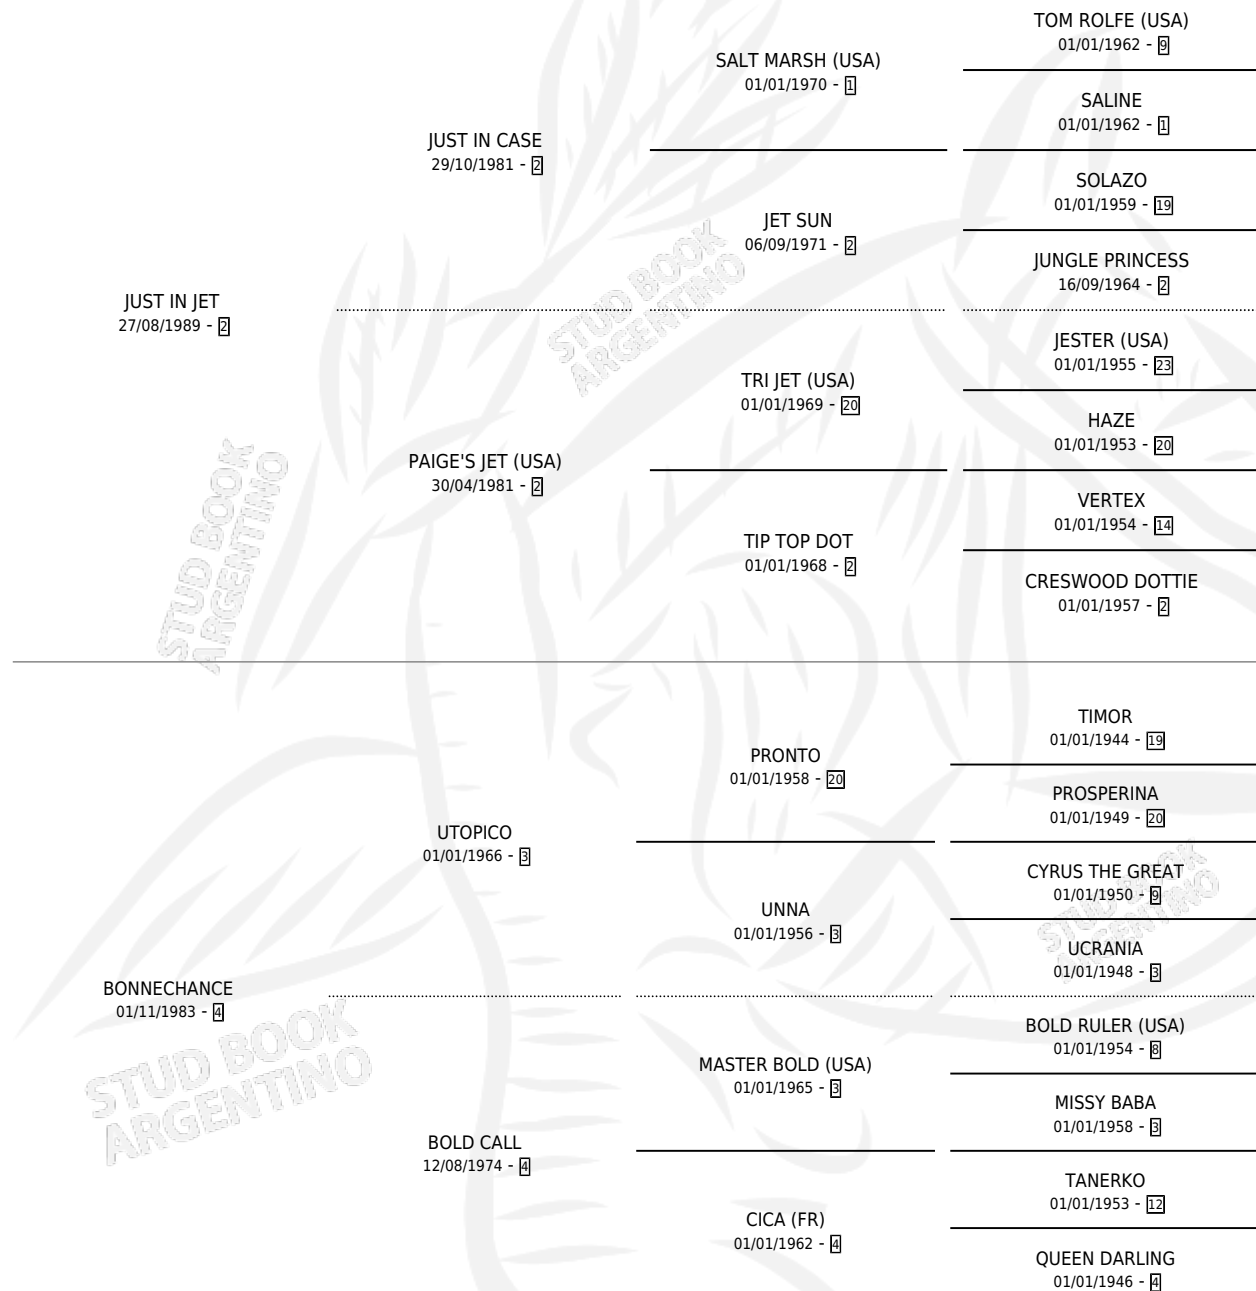 TOM ROLFE (USA)
01/01/1962 - 9
SALT MARSH (USA)
01/01/1970 - 1
SALINE
01/01/1962 - 1
JUST IN CASE
29/10/1981 - 2
SOLAZO
01/01/1959 - 19
JET SUN
06/09/1971 - 2
JUNGLE PRINCESS
16/09/1964 - 2
JUST IN JET
27/08/1989 - 2
STUD BOOK
ARGENTINO
JESTER (USA)
01/01/1955 - 23
TRI JET (USA)
01/01/1969 - 20
HAZE
01/01/1953 - 20
PAIGE'S JET (USA)
30/04/1981 - 2
VERTEX
01/01/1954 - 14
TIP TOP DOT
01/01/1968 - 2
CRESWOOD DOTTIE
01/01/1957 - 2
STUD BOOK
ARGENTINO
TIMOR
01/01/1944 - 19
PRONTO
01/01/1958 - 20
PROSPERINA
01/01/1949 - 20
UTOPICO
01/01/1966 - 3
CYRUS THE GREAT
01/01/1950 - 9
UNNA
01/01/1956 - 3
UCRANIA
01/01/1948 - 3
STUD BOOK
ARGENTINO
BONNECHANCE
01/11/1983 - 4
BOLD RULER (USA)
01/01/1954 - 8
MASTER BOLD (USA)
01/01/1965 - 3
MISSY BABA
01/01/1958 - 3
STUD BOOK
ARGENTINO
BOLD CALL
12/08/1974 - 4
TANERKO
01/01/1953 - 12
CICA (FR)
01/01/1962 - 4
QUEEN DARLING
01/01/1946 - 4